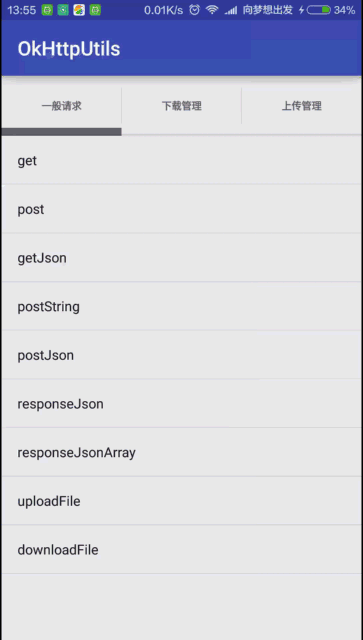 13:55 0.01K/s 向梦想出发 34%
OkHttpUtils
一般请求 下载管理 上传管理
get
post
getJson
postString
postJson
responseJson
responseJsonArray
uploadFile
downloadFile